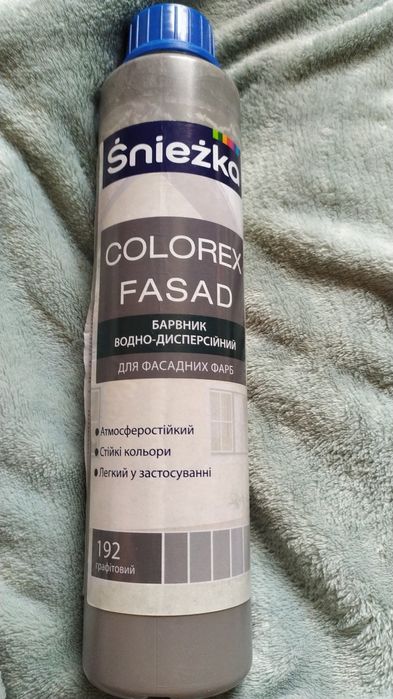 Śnieżka
COLOREX
FASAD
БАРВНИК
ВОДНО-ДИСПЕРСІЙНИЙ
ДЛЯ ФАСАДНИХ ФАРБ
• Атмосферостійкий
• Стійкі кольори
• Легкий у застосуванні
192
графітовий